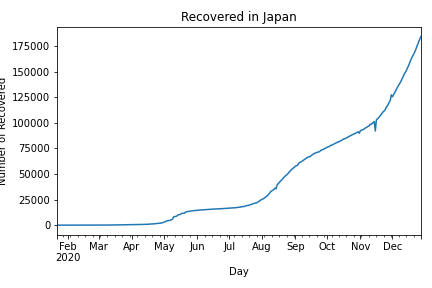 Recovered in Japan
Number of Recovered
175000
150000
125000
100000
75000
50000
25000
0
Feb Mar Apr May Jun Jul Aug Sep Oct Nov Dec
2020
Day